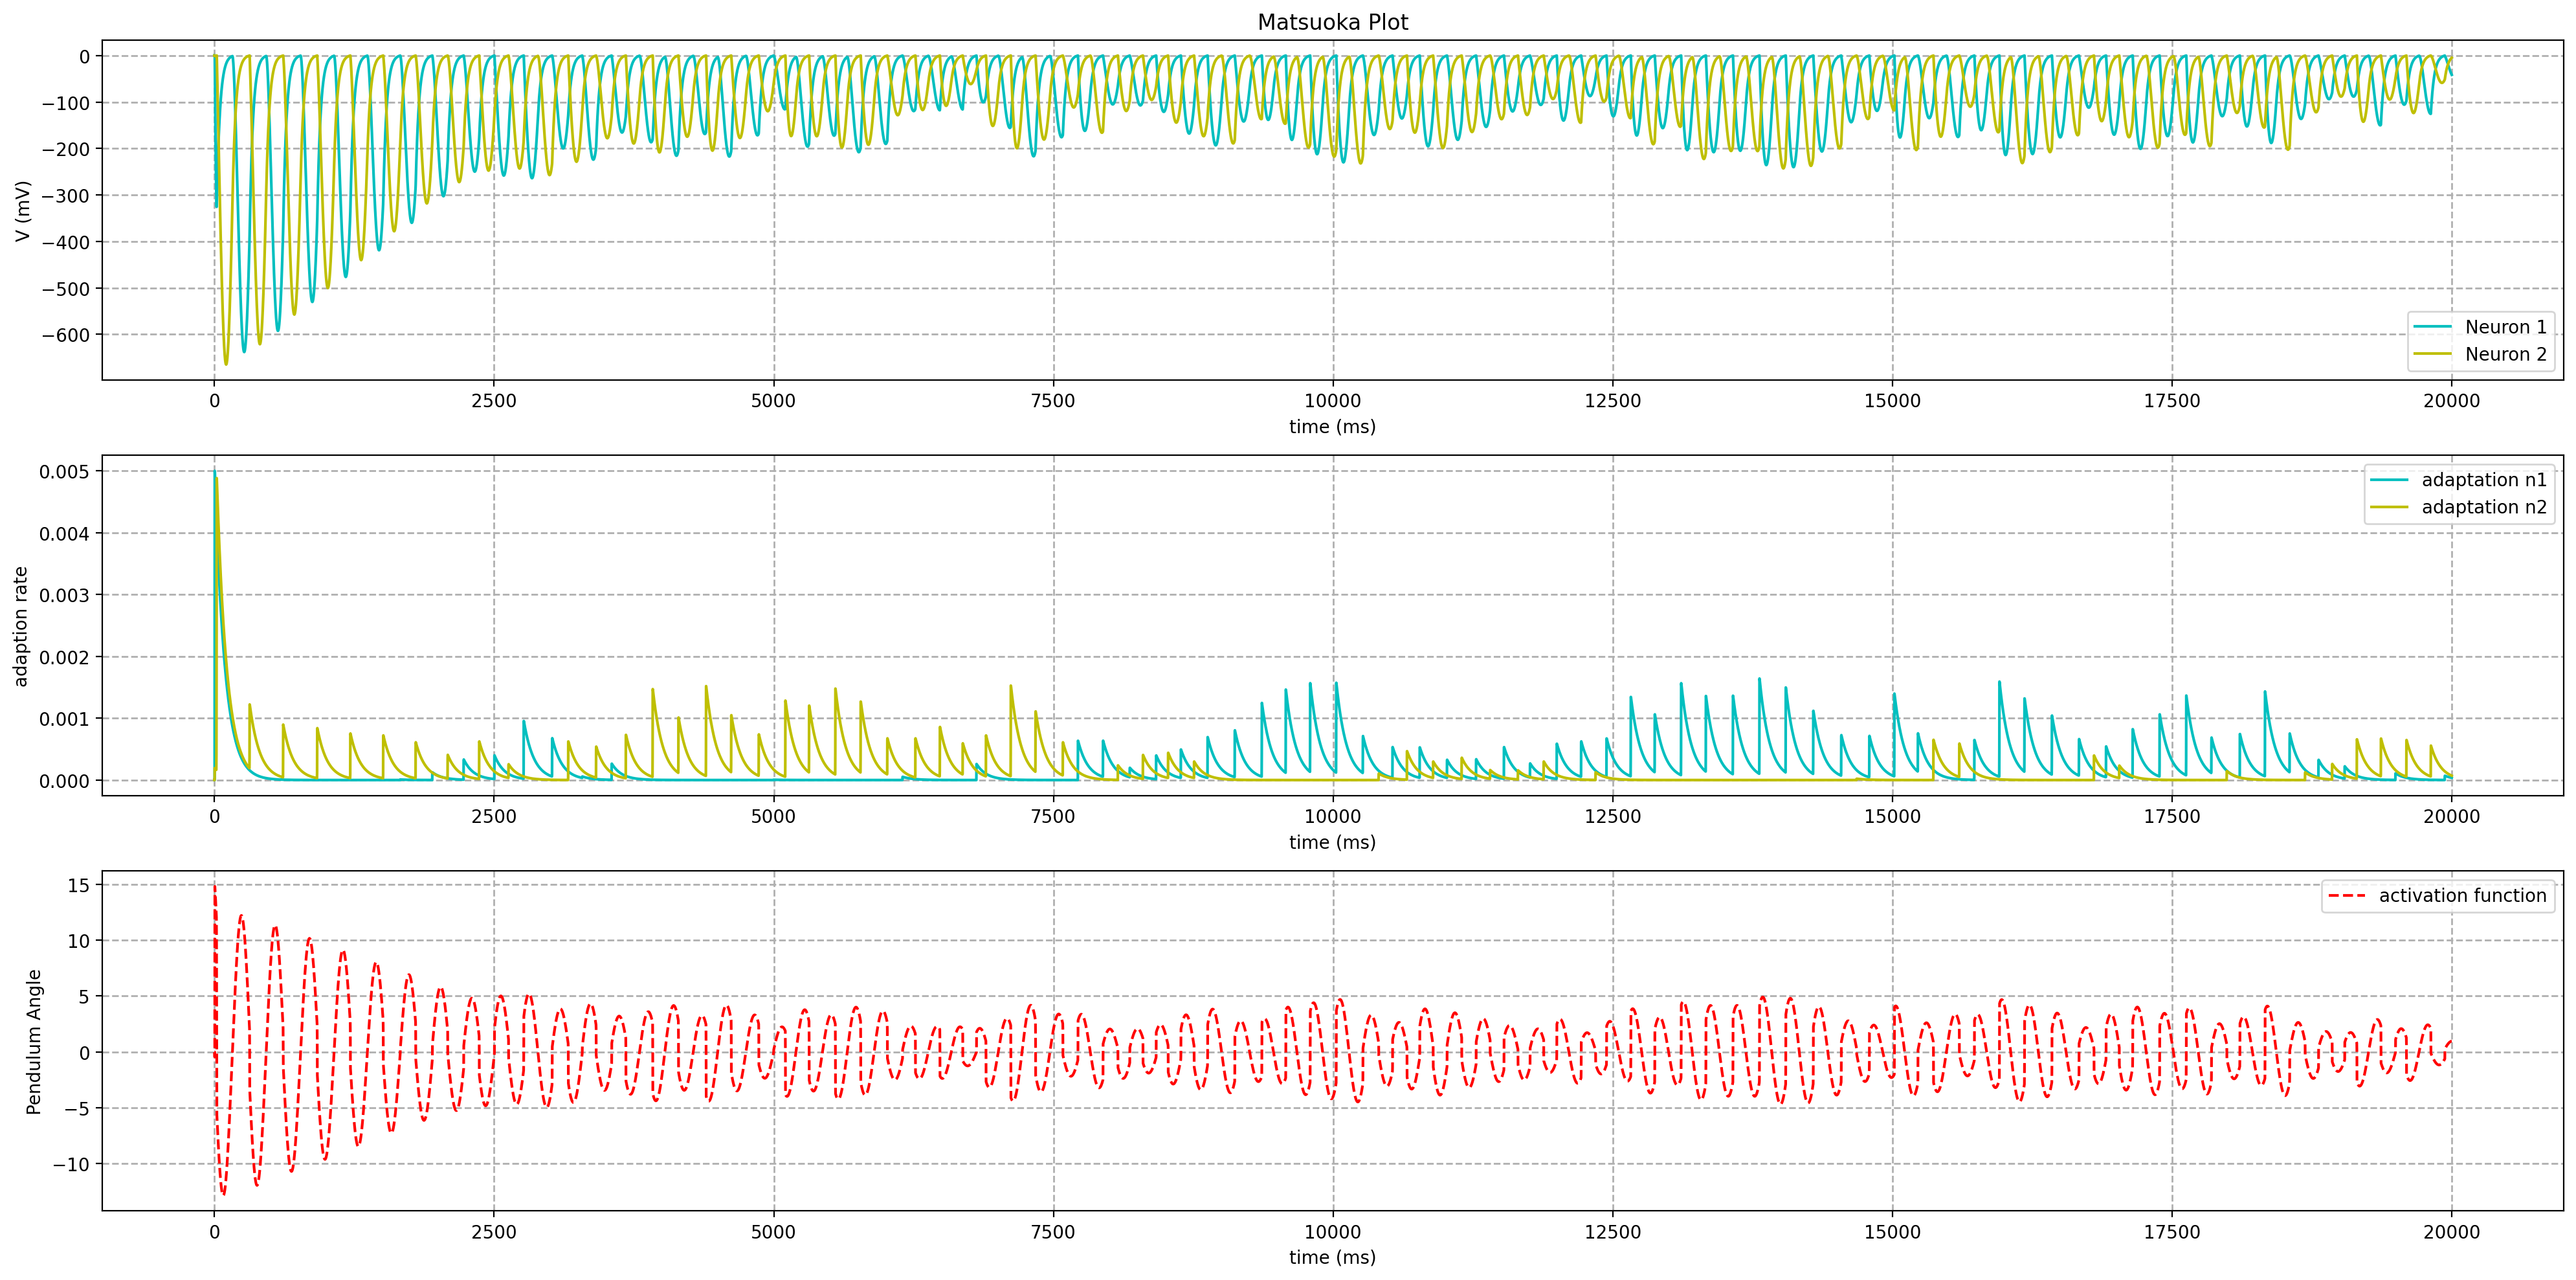 Matsuoka Plot
0
−100
−200
−300
−400
−500
−600
V (mV)
Neuron 1
Neuron 2
0 2500 5000 7500 10000 12500 15000 17500 20000
time (ms)
0.005
0.004
0.003
0.002
0.001
0.000
adaption rate
adaptation n1
adaptation n2
0 2500 5000 7500 10000 12500 15000 17500 20000
time (ms)
15
10
5
0
−5
−10
Pendulum Angle
activation function
0 2500 5000 7500 10000 12500 15000 17500 20000
time (ms)